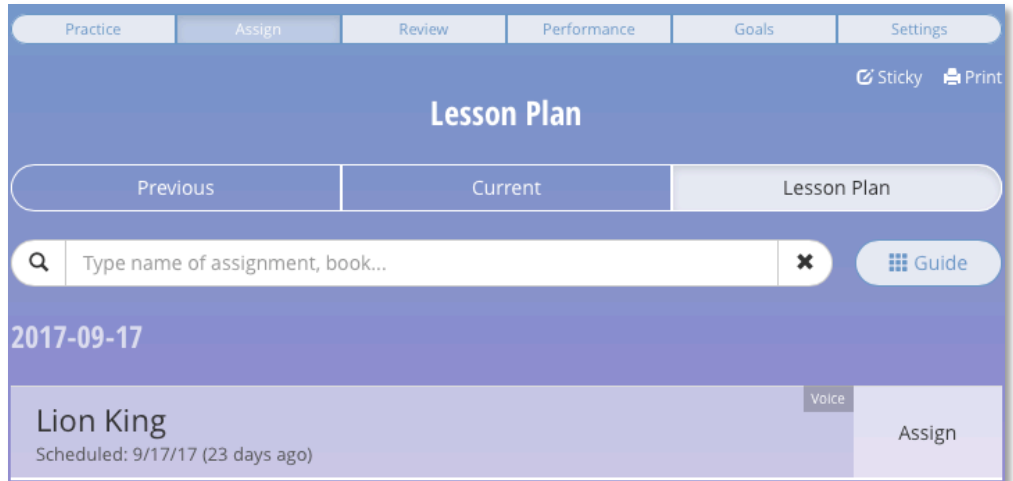 Practice Assign Review Performance Goals Settings
Sticky Print
Lesson Plan
Previous Current Lesson Plan
Type name of assignment, book... Guide
2017-09-17
Voice
Lion King
Assign
Scheduled: 9/17/17 (23 days ago)